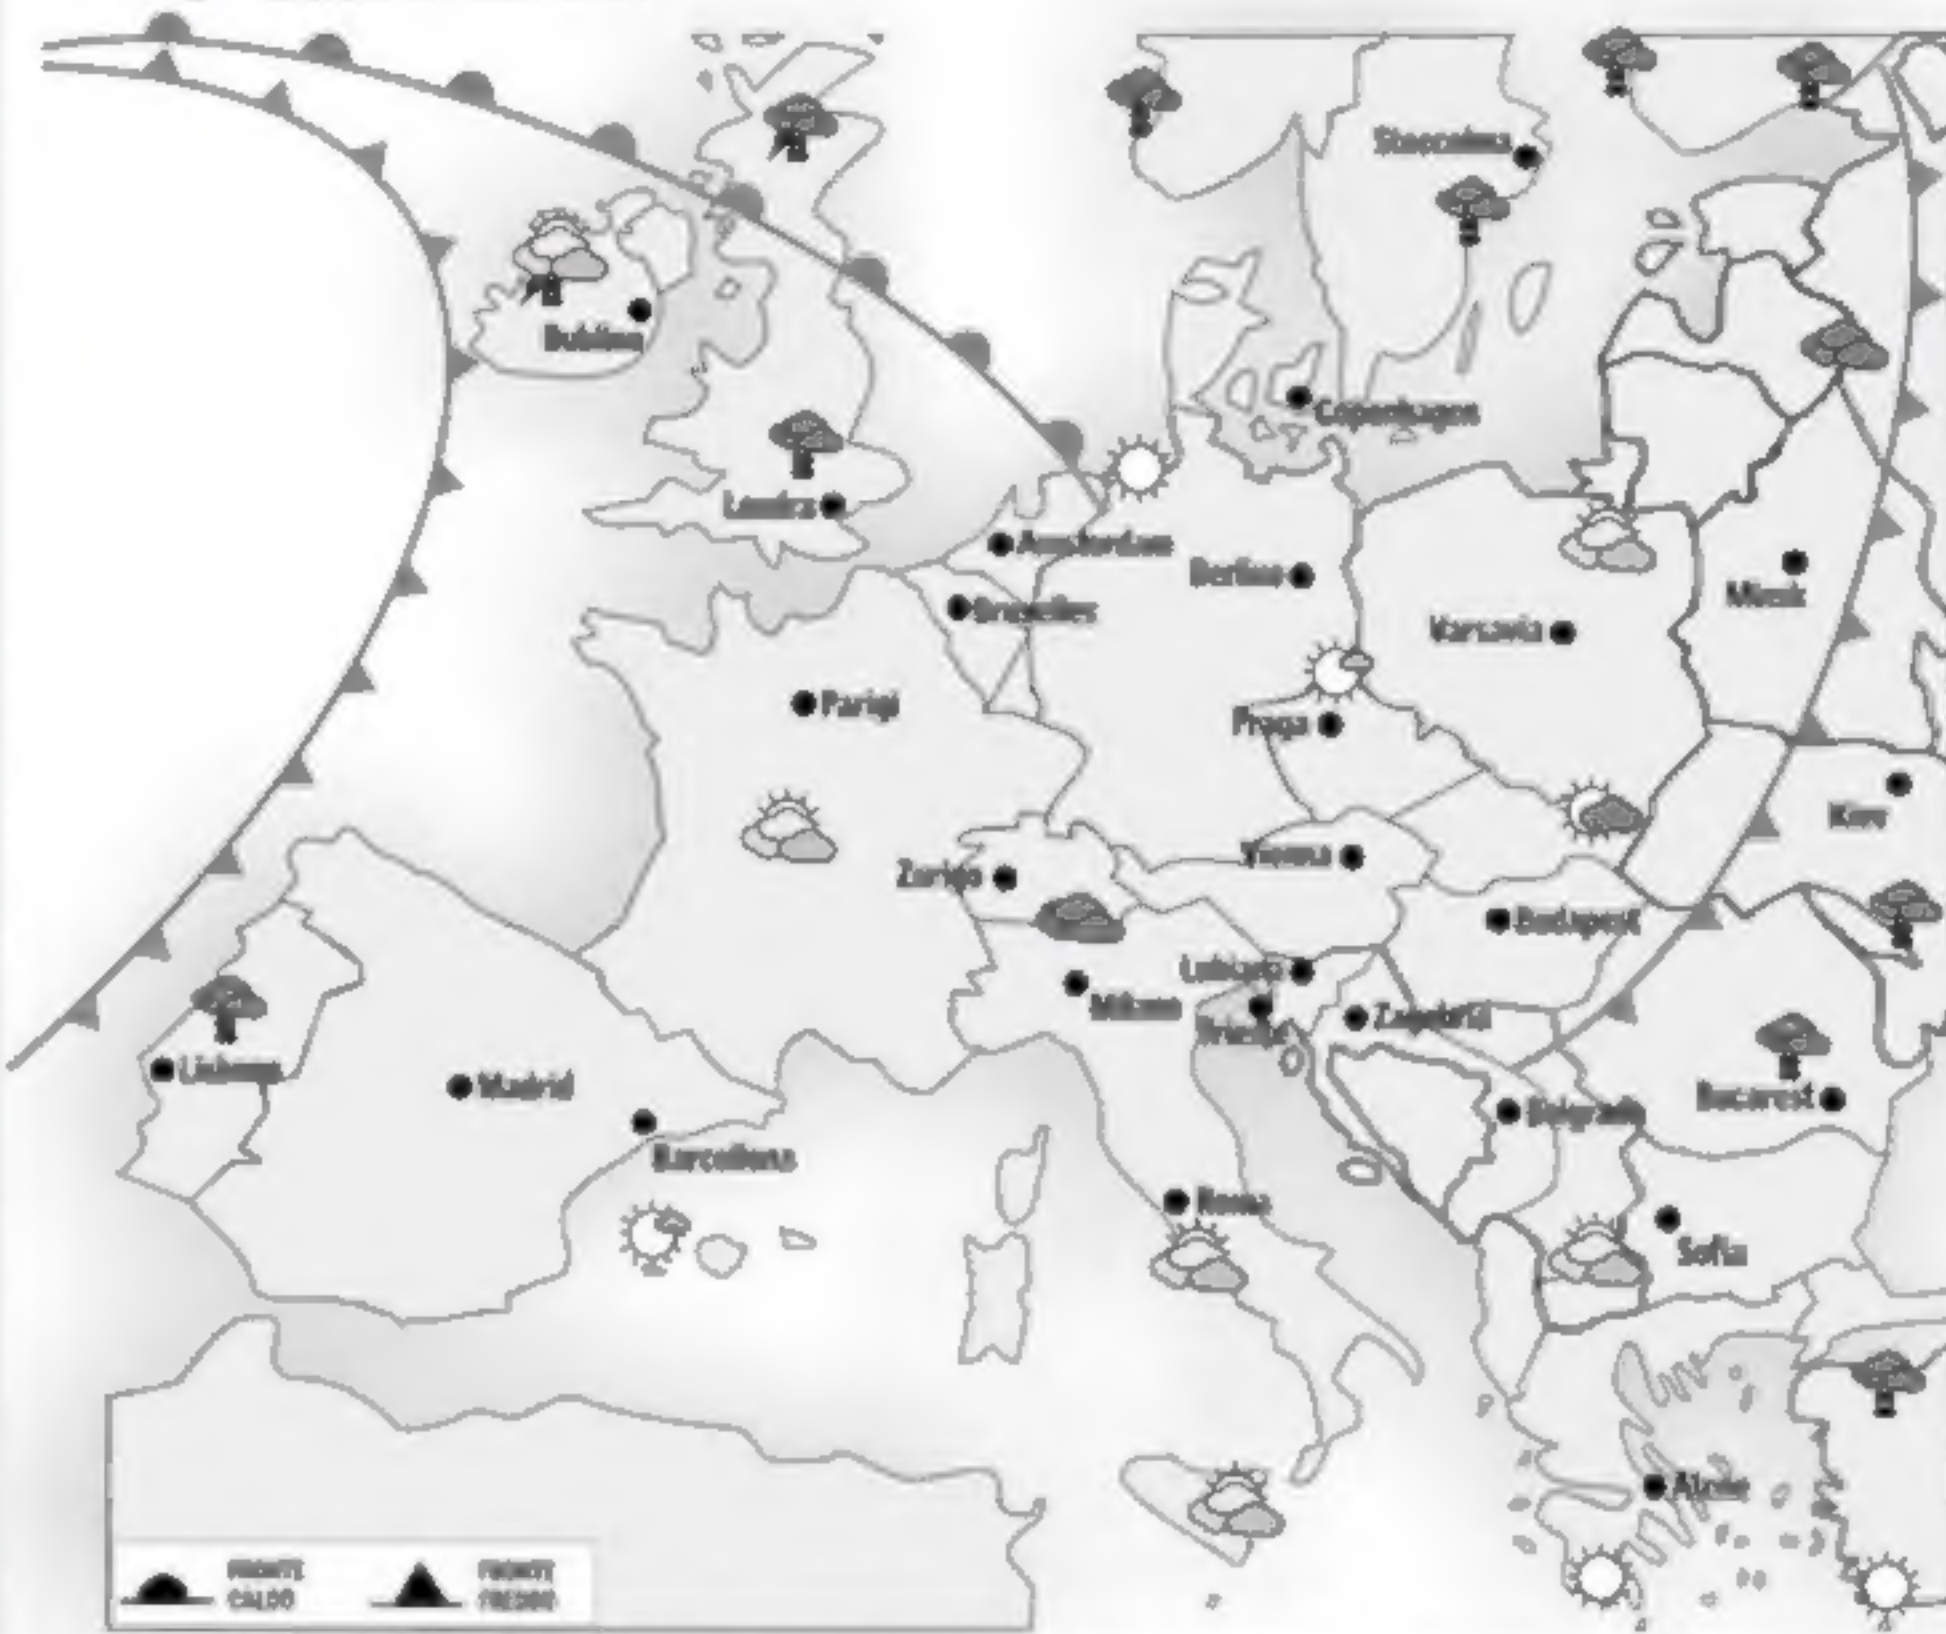 Stoccolma
Dublino
Copenhagen
Londra
Amsterdam
Berlino
Bruxelles
Minsk
Varsavia
Parigi
Praga
Kiev
Vienna
Zurigo
Budapest
Lubiana
Milano
Trieste
Zagabria
Lisbona
Madrid
Belgrado
Bucarest
Barcellona
Roma
Sofia
Atene
FRONTE
CALDO
FRONTE
FREDDO